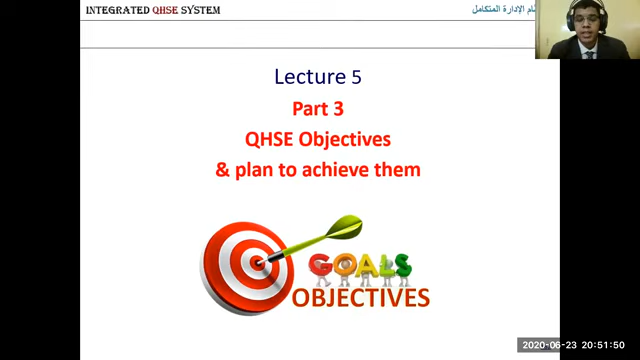 INTEGRATED QHSE SYSTEM
الإدارة المتكامل
Lecture 5
Part 3
QHSE Objectives
& plan to achieve them
GOALS
OBJECTIVES
2020-06-23 20:51:50